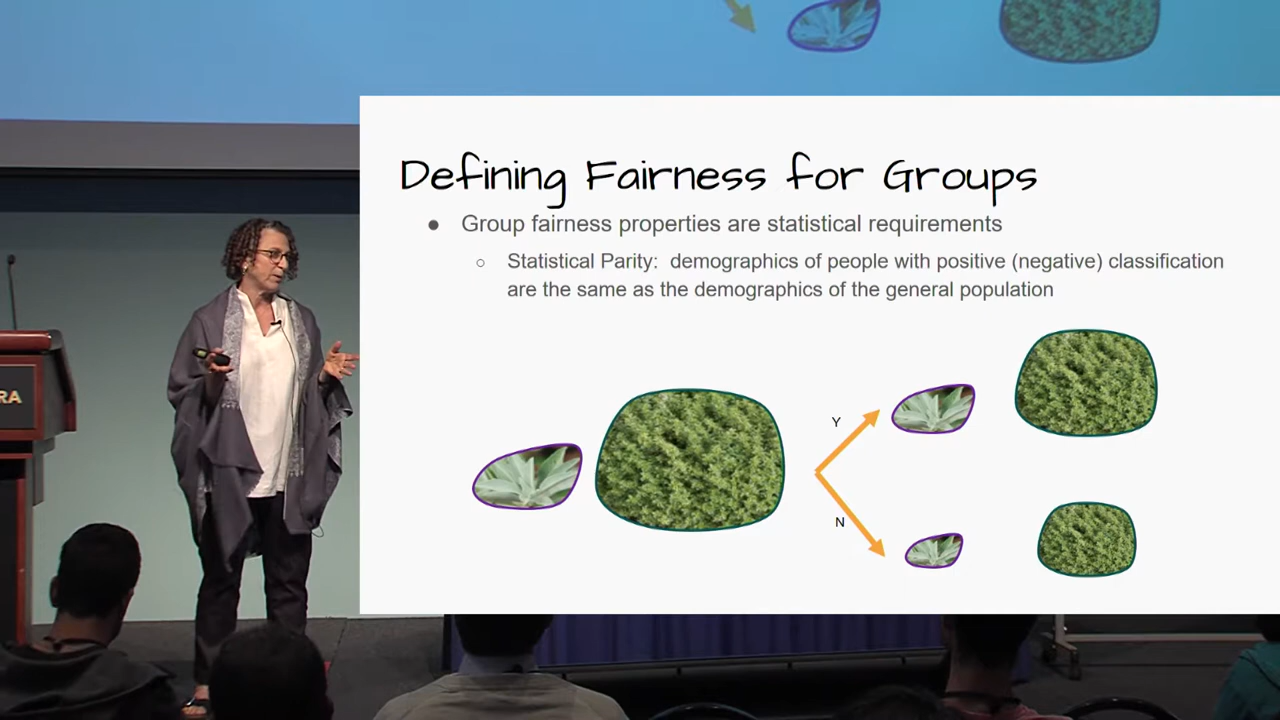 Defining Fairness for Groups
● Group fairness properties are statistical requirements
○ Statistical Parity: demographics of people with positive (negative) classification
are the same as the demographics of the general population
Y
N
RA